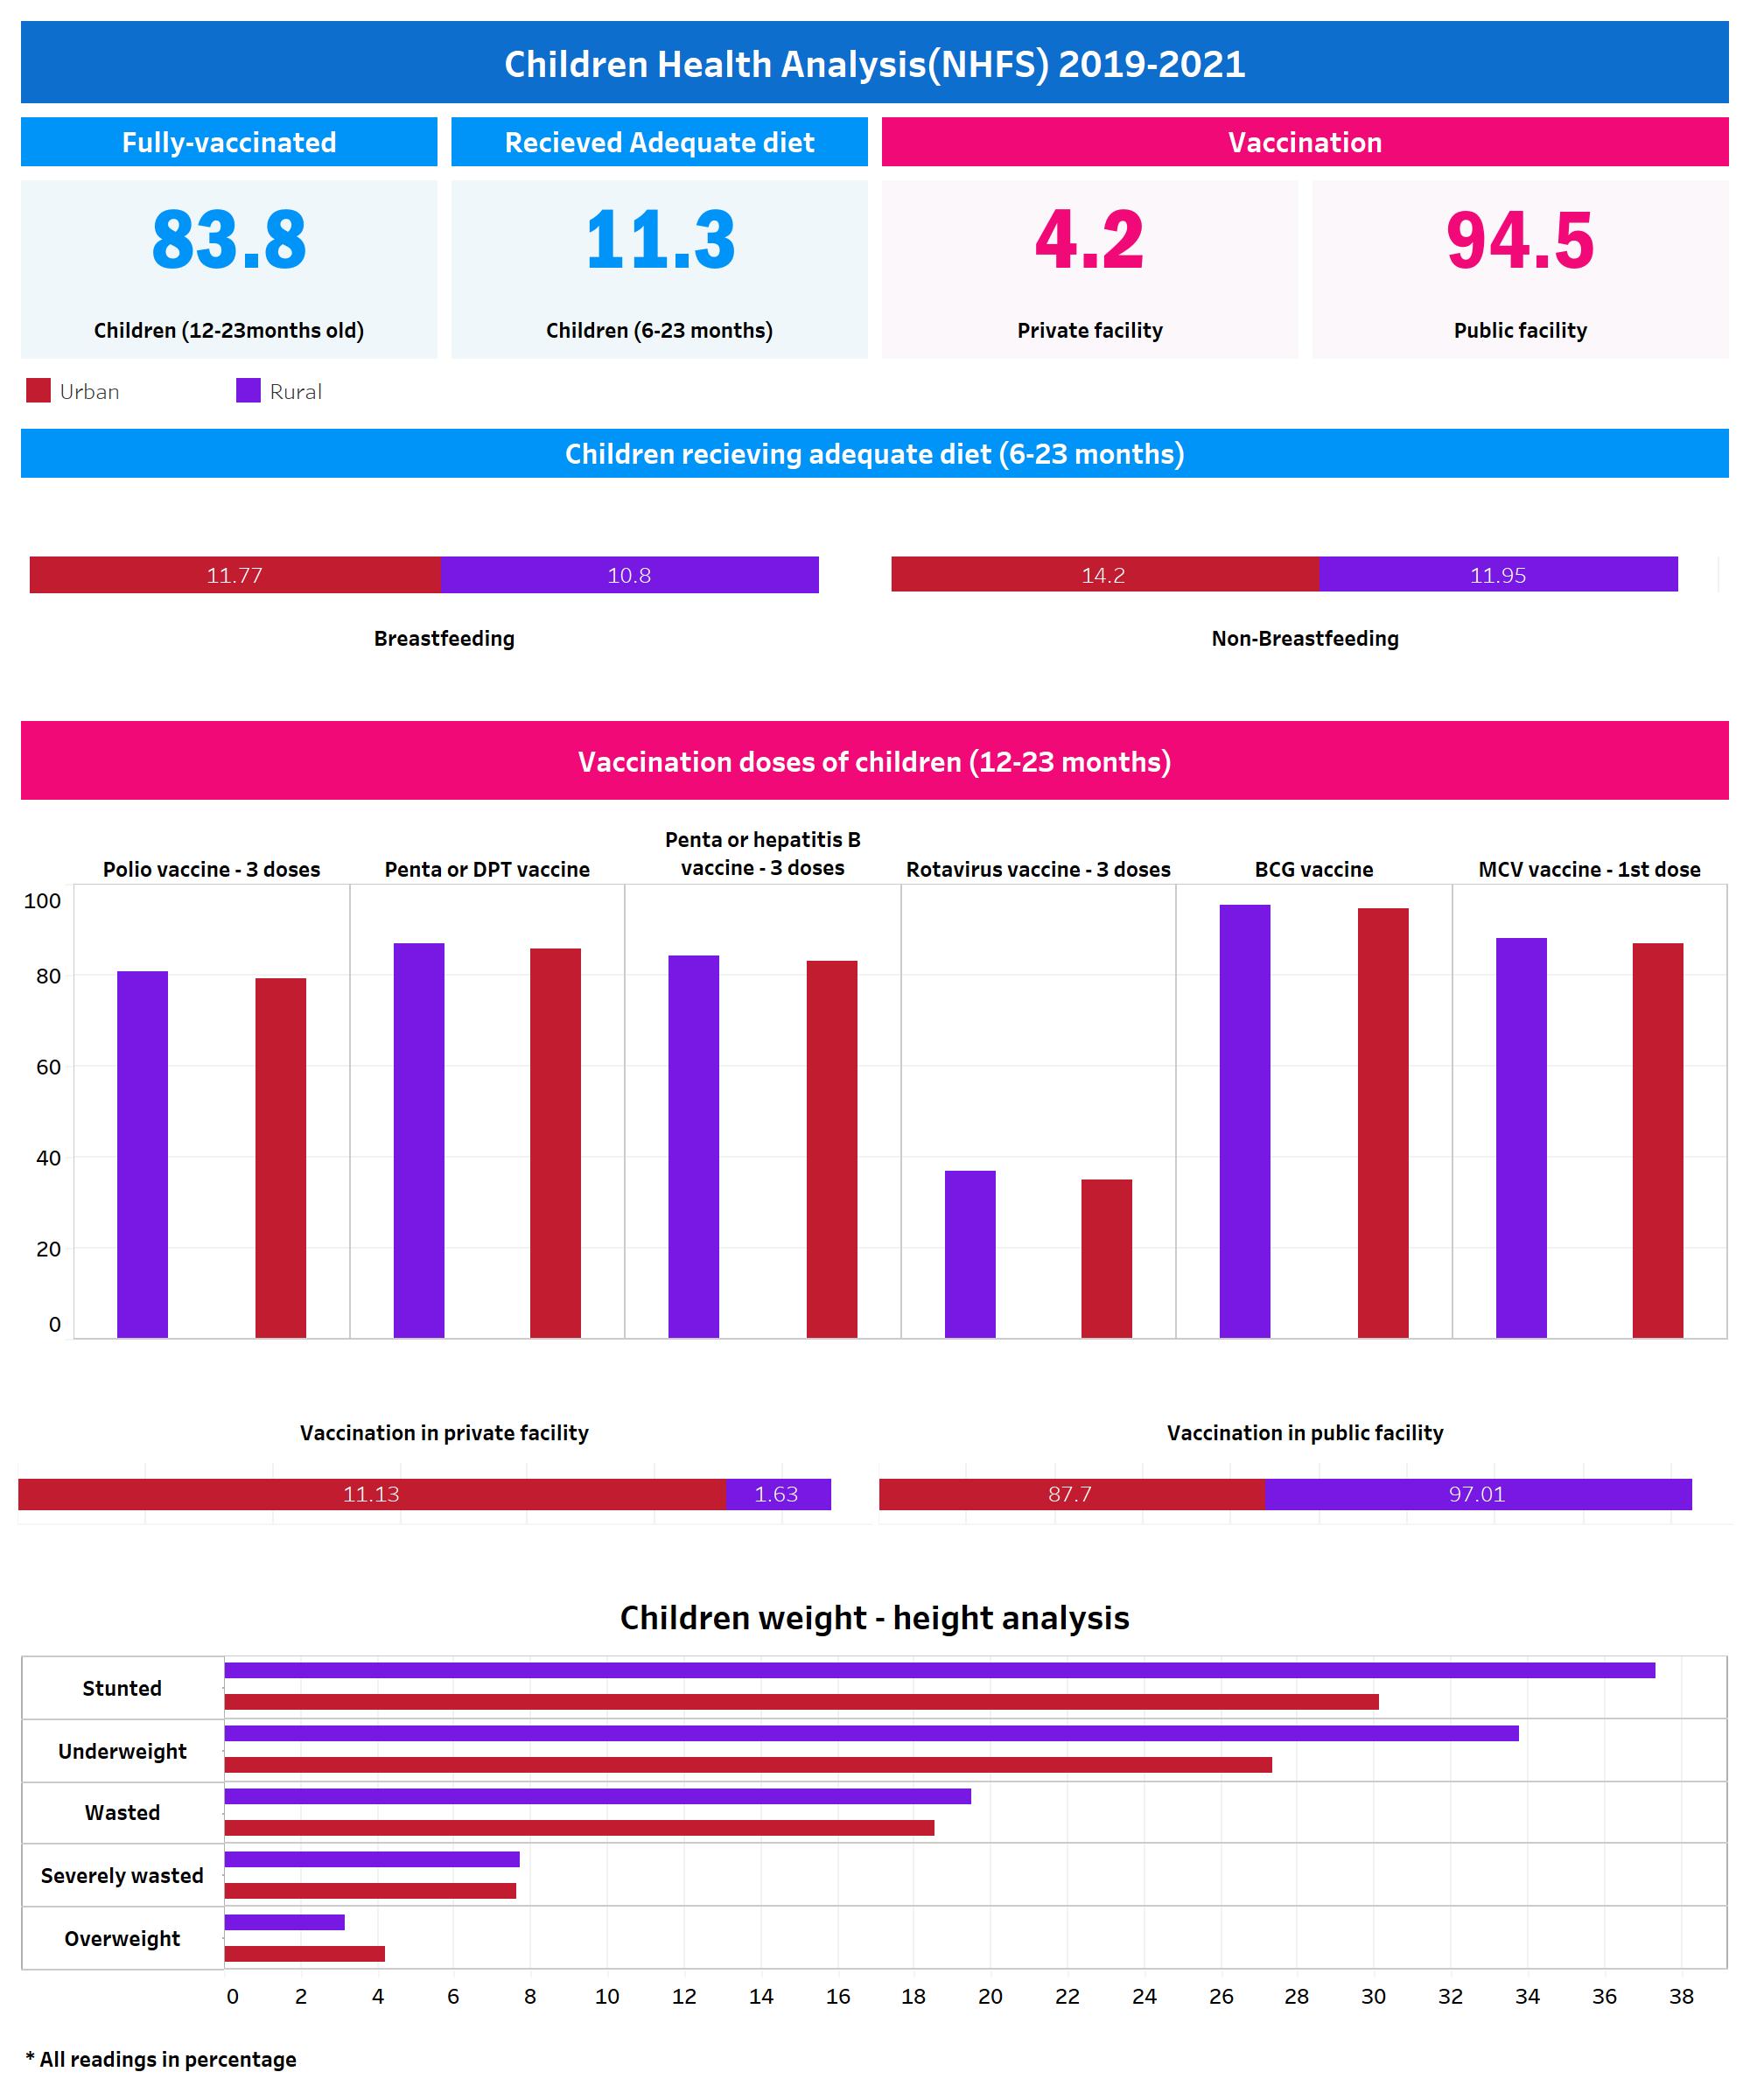 Children Health Analysis(NHFS) 2019-2021
Fully-vaccinated
Recieved Adequate diet
Vaccination
83.8
11.3
4.2
94.5
Children (12-23months old)
Children (6-23 months)
Private facility
Public facility
Urban
Rural
Children recieving adequate diet (6-23 months)
11.77
10.8
14.2
11.95
Breastfeeding
Non-Breastfeeding
Vaccination doses of children (12-23 months)
Polio vaccine - 3 doses
Penta or DPT vaccine
Penta or hepatitis B
vaccine - 3 doses
Rotavirus vaccine - 3 doses
BCG vaccine
MCV vaccine - 1st dose
100
80
60
40
20
0
Vaccination in private facility
Vaccination in public facility
11.13
1.63
87.7
97.01
Children weight - height analysis
Stunted
Underweight
Wasted
Severely wasted
Overweight
0 2 4 6 8 10 12 14 16 18 20 22 24 26 28 30 32 34 36 38
* All readings in percentage